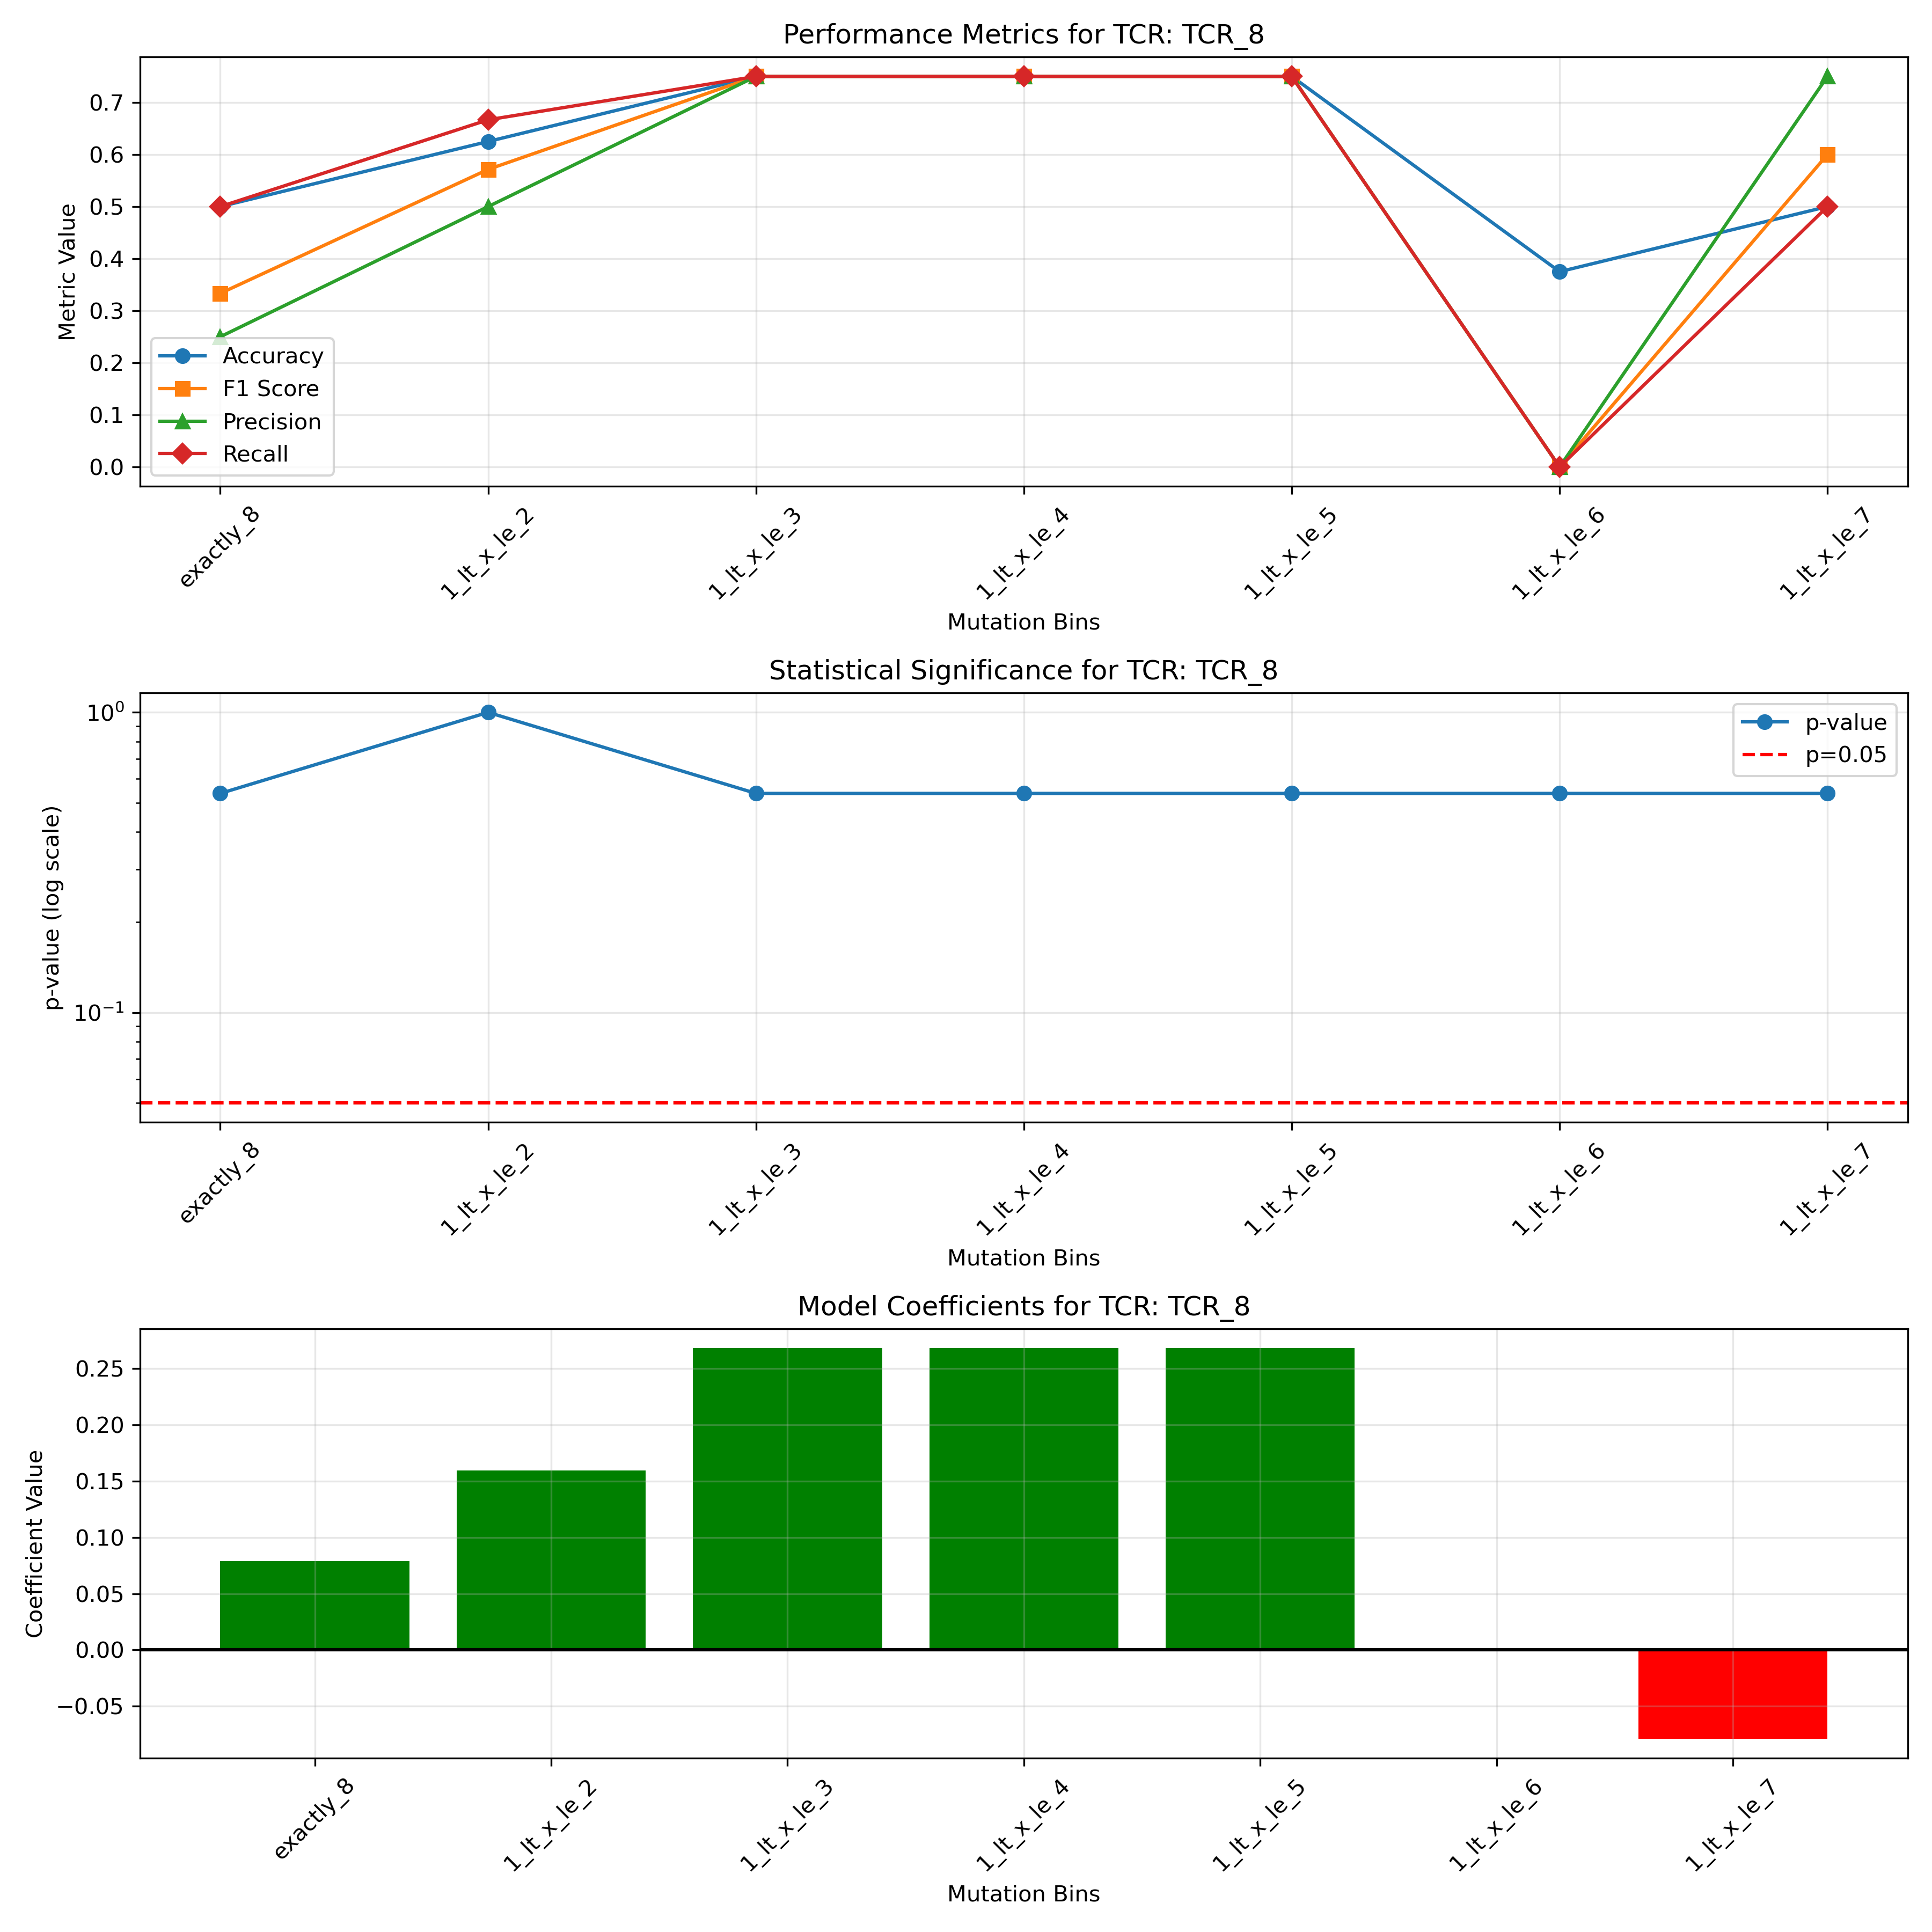 Performance Metrics for TCR: TCR_8
Metric Value
0.7
0.6
0.5
0.4
0.3
0.2
0.1
0.0
Accuracy
F1 Score
Precision
Recall
exactly_8
1_lt_x_le_2
1_lt_x_le_3
1_lt_x_le_4
1_lt_x_le_5
1_lt_x_le_6
1_lt_x_le_7
Mutation Bins
Statistical Significance for TCR: TCR_8
p-value (log scale)
10⁰
10⁻¹
p-value
p=0.05
exactly_8
1_lt_x_le_2
1_lt_x_le_3
1_lt_x_le_4
1_lt_x_le_5
1_lt_x_le_6
1_lt_x_le_7
Mutation Bins
Model Coefficients for TCR: TCR_8
Coefficient Value
0.25
0.20
0.15
0.10
0.05
0.00
−0.05
exactly_8
1_lt_x_le_2
1_lt_x_le_3
1_lt_x_le_4
1_lt_x_le_5
1_lt_x_le_6
1_lt_x_le_7
Mutation Bins